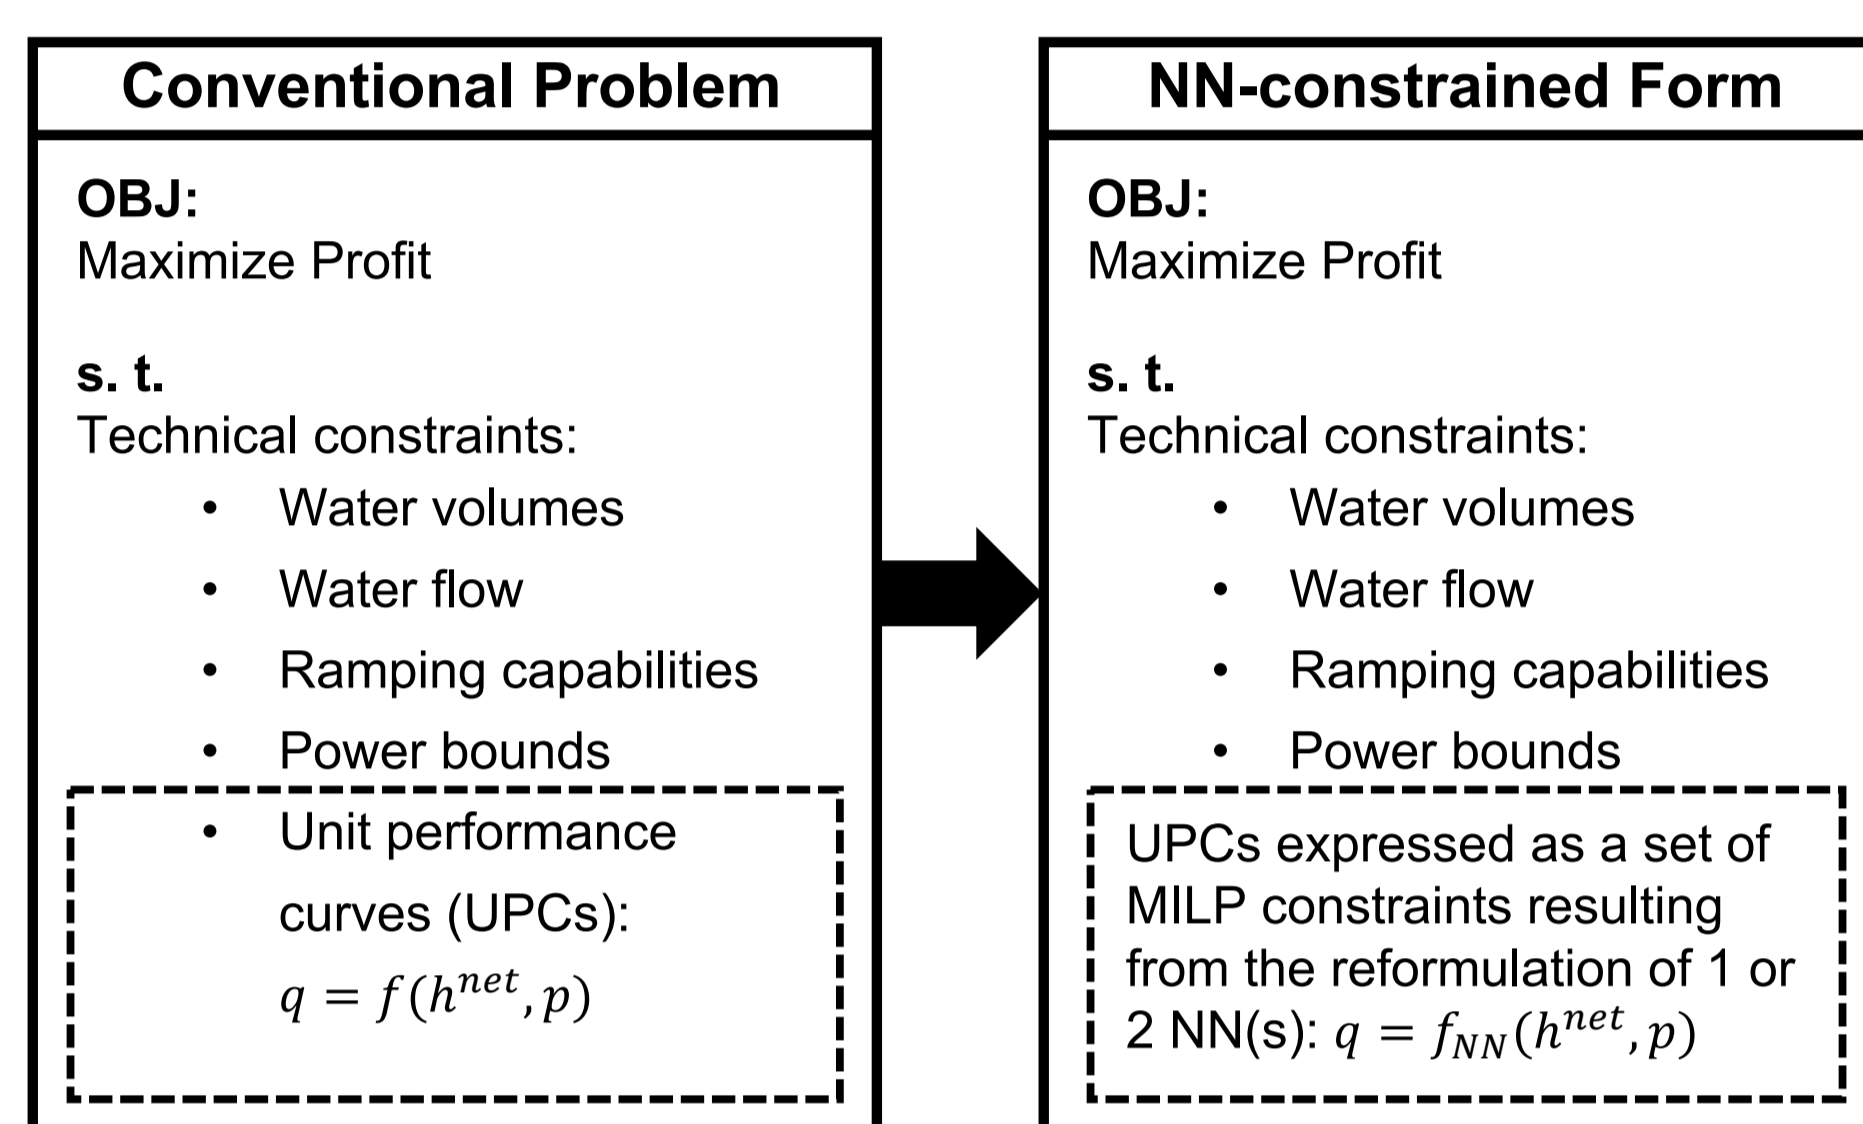 Conventional Problem
OBJ:
Maximize Profit
s. t.
Technical constraints:
• Water volumes
• Water flow
• Ramping capabilities
• Power bounds
• Unit performance
curves (UPCs):
q = f(h^{net}, p)
NN-constrained Form
OBJ:
Maximize Profit
s. t.
Technical constraints:
• Water volumes
• Water flow
• Ramping capabilities
• Power bounds
UPCs expressed as a set of
MILP constraints resulting
from the reformulation of 1 or
2 NN(s): q = f_{NN}(h^{net}, p)